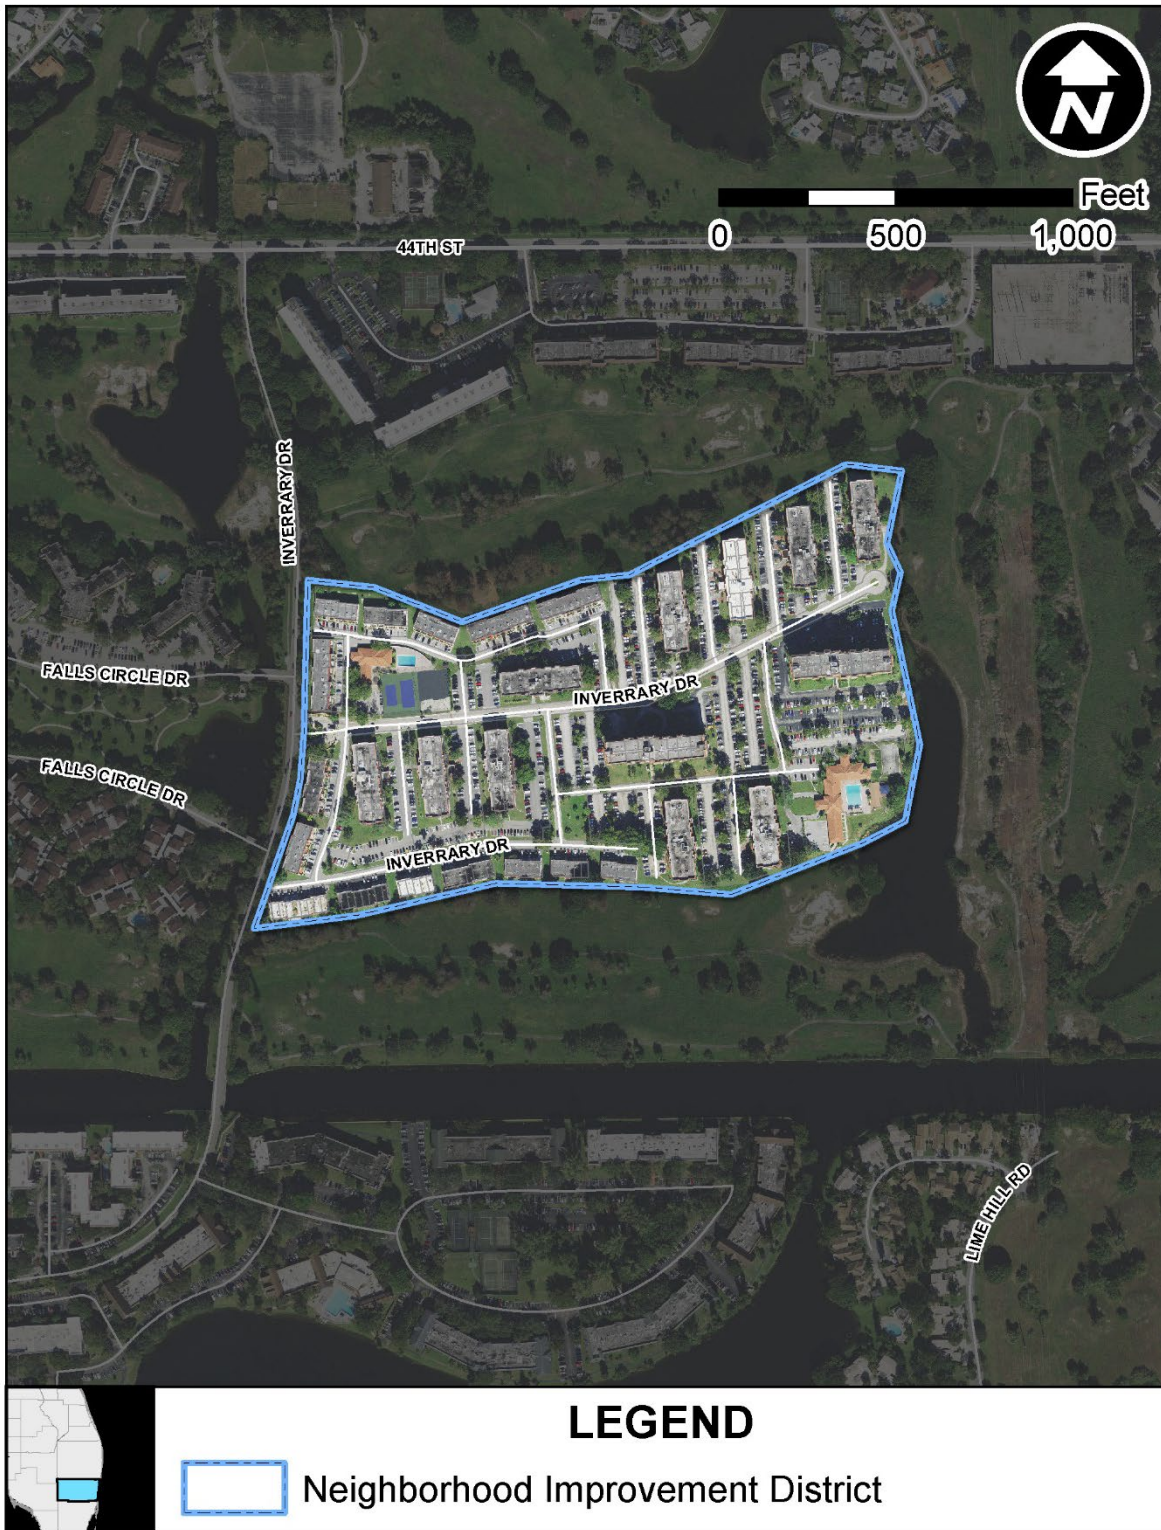 N
Feet
0 500 1,000
44TH ST
INVERRARY DR
FALLS CIRCLE DR
INVERRARY DR
FALLS CIRCLE DR
INVERRARY DR
LIME HILL RD
LEGEND
Neighborhood Improvement District